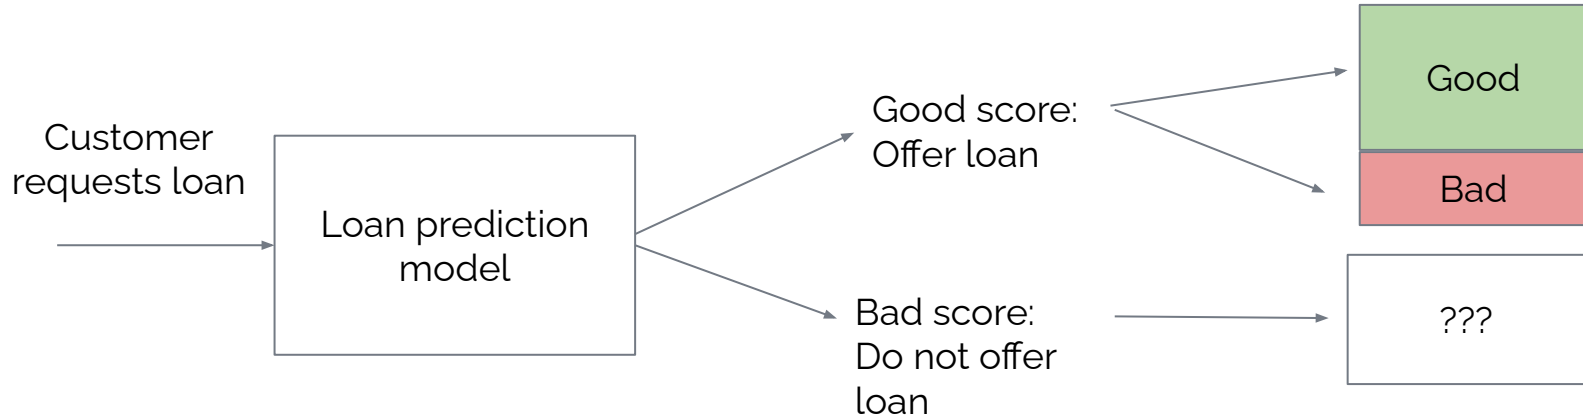 Customer
requests loan
Loan prediction
model
Good score:
Offer loan
Bad score:
Do not offer
loan
Good
Bad
???